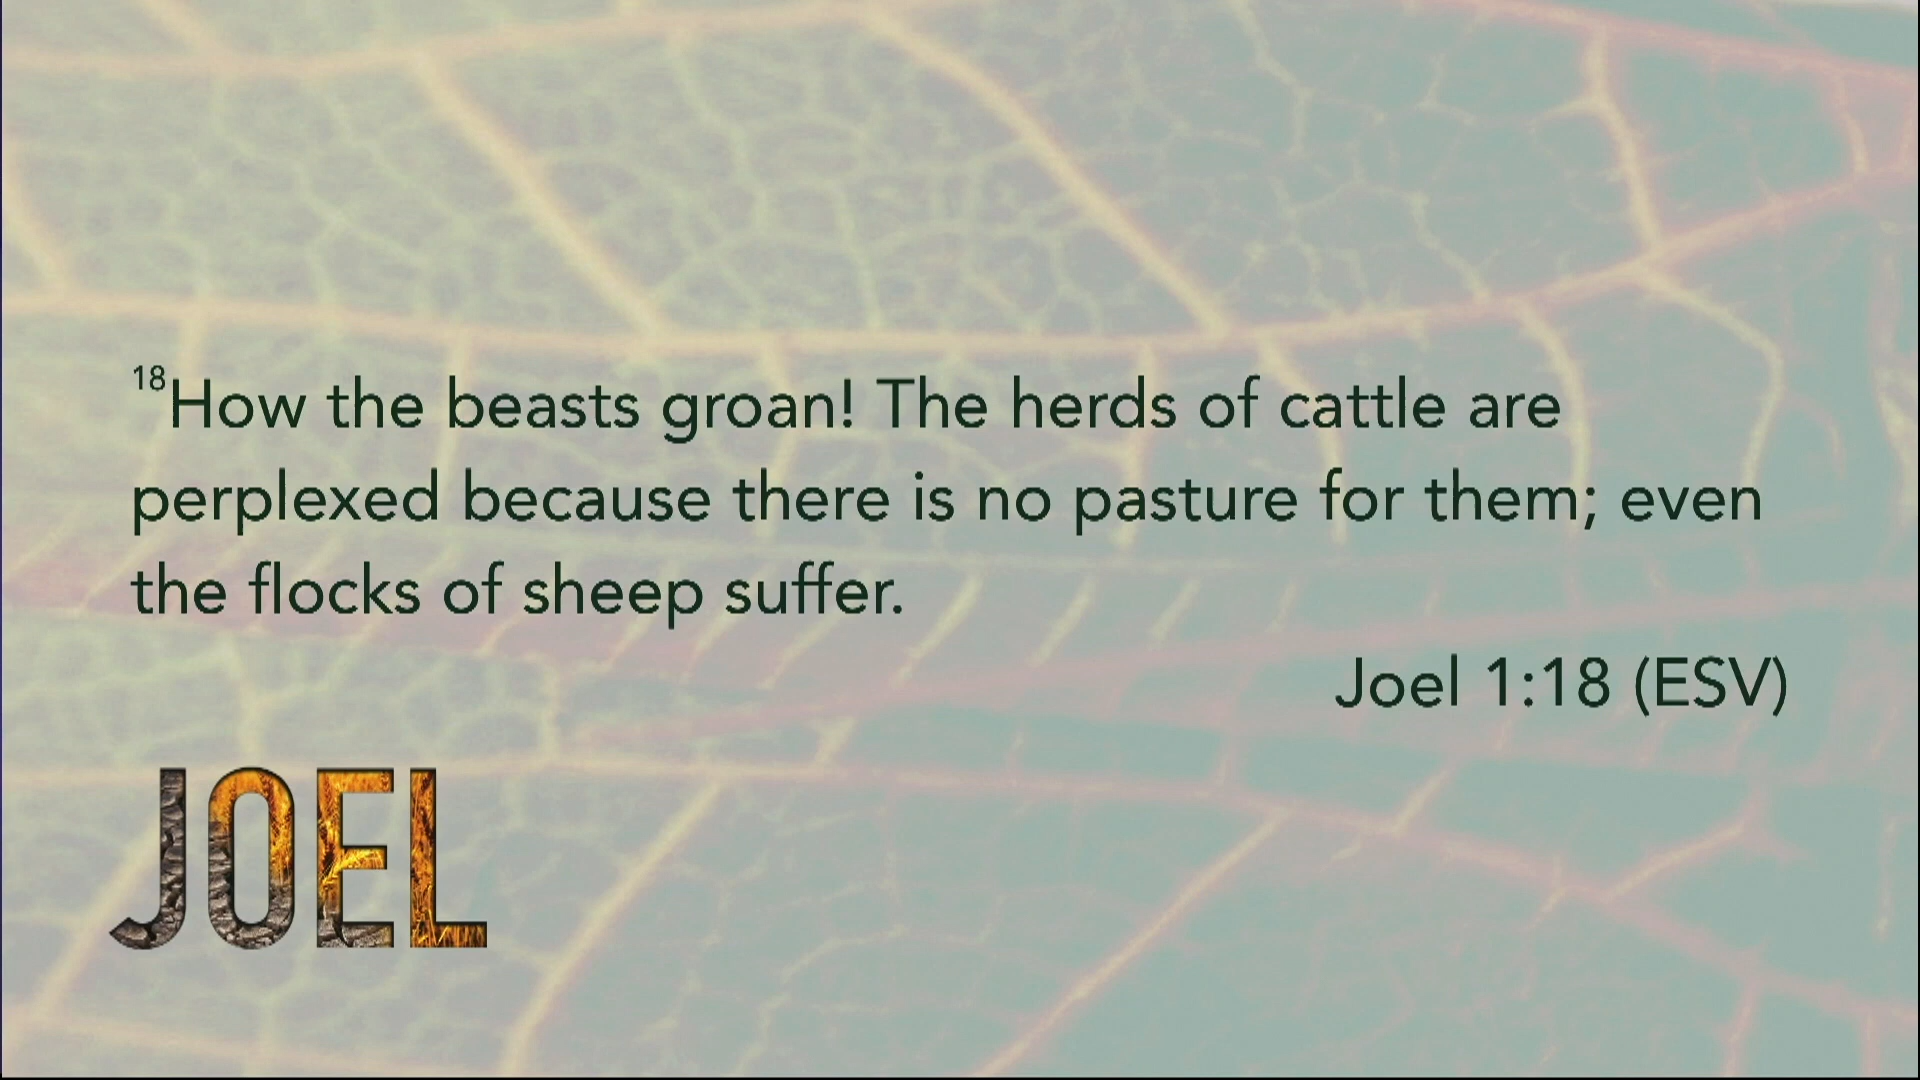 18How the beasts groan! The herds of cattle are
perplexed because there is no pasture for them; even
the flocks of sheep suffer.
Joel 1:18 (ESV)
JOEL